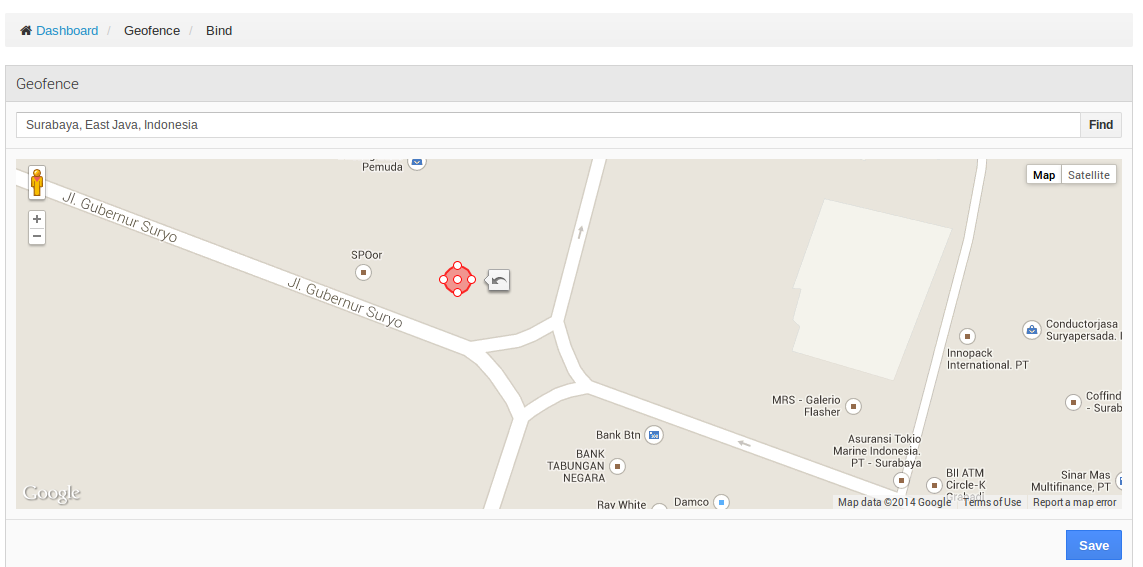 Dashboard / Geofence / Bind
Geofence
Surabaya, East Java, Indonesia
Find
Pemuda
Map
Satellite
+
−
Jl. Gubernur Suryo
SPOor
Jl. Gubernur Suryo
Conductorjasa
Suryapersada.
Innopack
International. PT
MRS - Galerio
Flasher
Coffind
- Surab
Bank Btn
BANK
TABUNGAN
NEGARA
Asuransi Tokio
Marine Indonesia.
PT - Surabaya
BII ATM
Circle-K
Sinar Mas
Multifinance, PT
Ray White
Damco
Google
Map data ©2014 Google
Terms of Use
Report a map error
Save